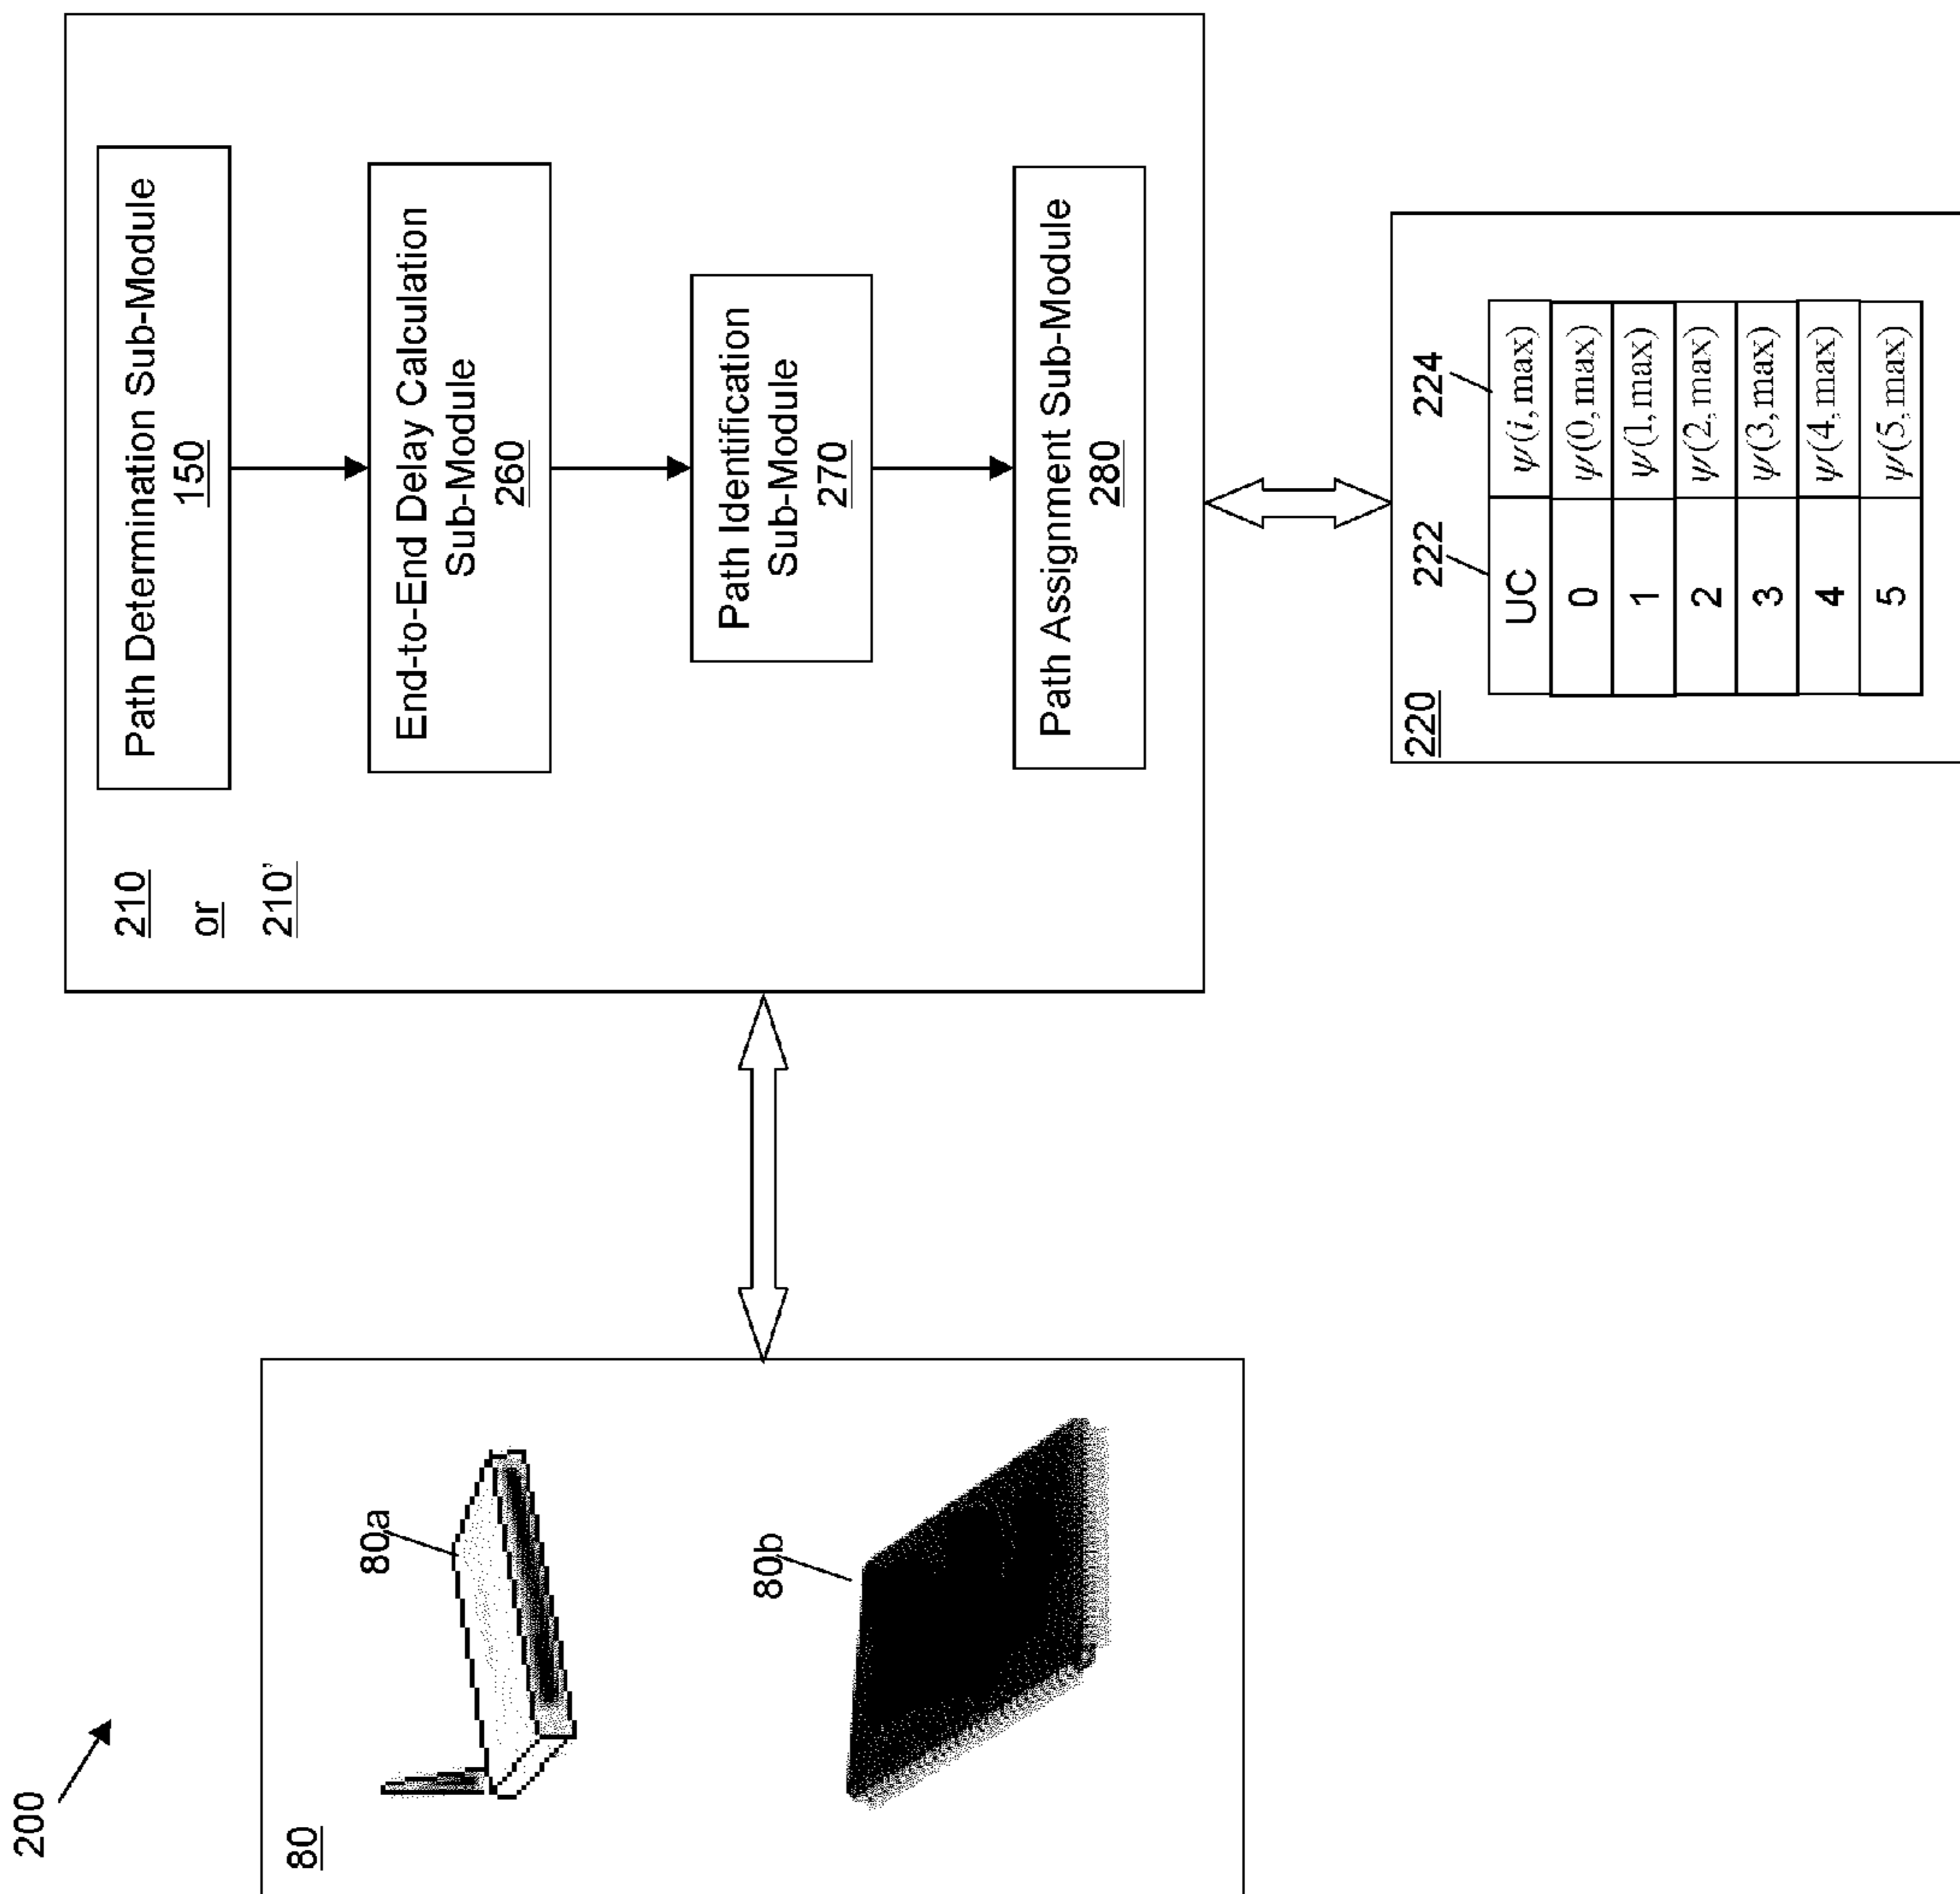 200
80
80a
80b
210
or
210'
Path Determination Sub-Module
150
End-to-End Delay Calculation
Sub-Module
260
Path Identification
Sub-Module
270
Path Assignment Sub-Module
280
220
222
224
UC ψ(i,max)
0 ψ(0,max)
1 ψ(1,max)
2 ψ(2,max)
3 ψ(3,max)
4 ψ(4,max)
5 ψ(5,max)